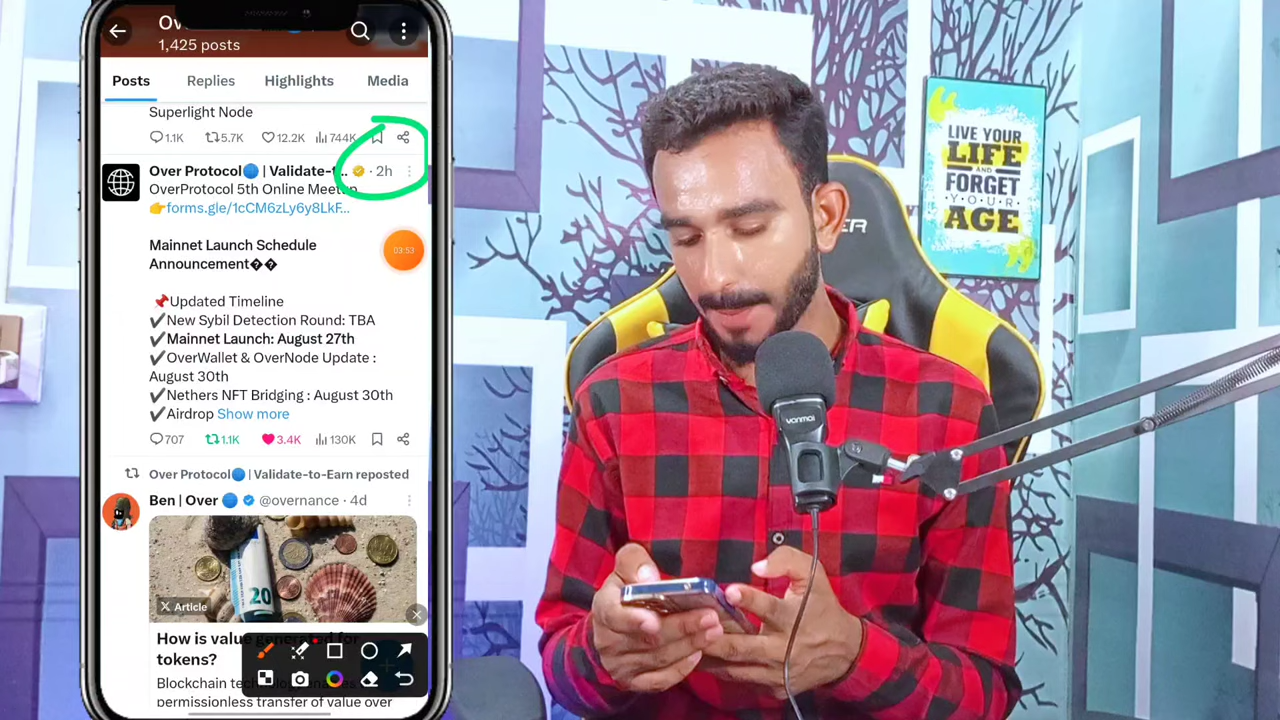 1,425 posts
Posts Replies Highlights Media
Superlight Node
1.1K 5.7K 12.2K 744K
Over Protocol🔵 | Validate-t... · 2h
OverProtocol 5th Online Meetup
👉forms.gle/1cCM6zLy6y8LkF...
Mainnet Launch Schedule
Announcement��
03:53
📌Updated Timeline
✔️New Sybil Detection Round: TBA
✔️Mainnet Launch: August 27th
✔️OverWallet & OverNode Update :
August 30th
✔️Nethers NFT Bridging : August 30th
✔️Airdrop Show more
707 1.1K 3.4K 130K
Over Protocol🔵 | Validate-to-Earn reposted
Ben | Over 🔵 @overnance · 4d
20
X Article
How is value generated for
tokens?
Blockchain
permissionless transfer of value over
LIVE YOUR
LIFE
AND
FORGET
YOUR
AGE
vanmai